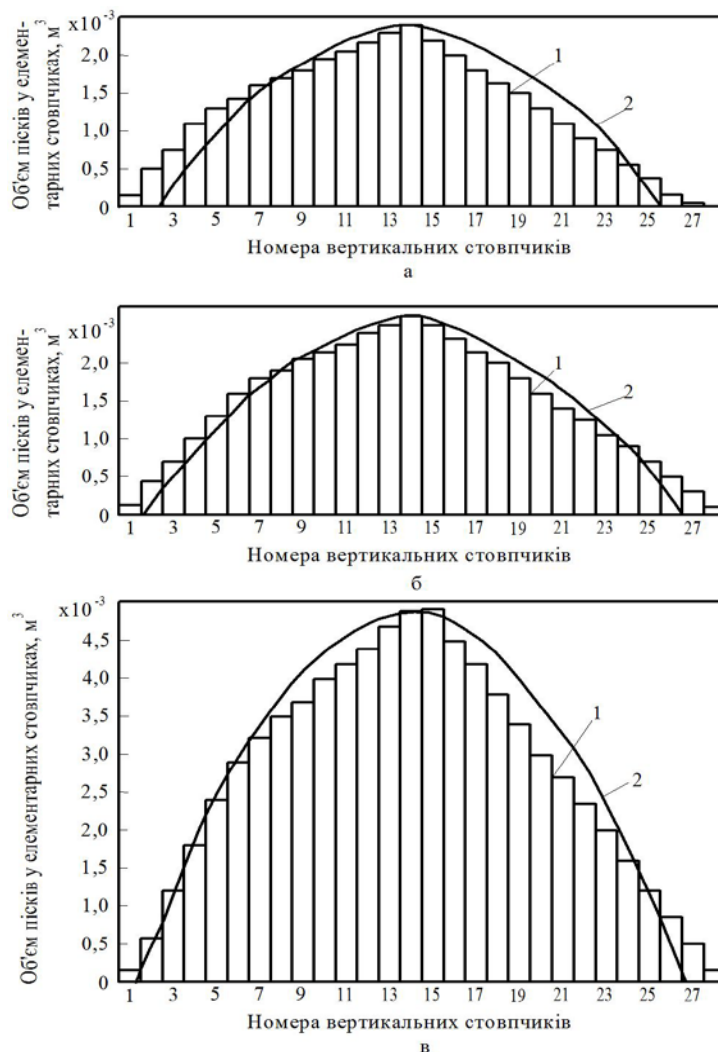 Об'єм пісків у елемен-
тарних стовпчиках, м³
x10⁻³
2,0
1,5
1,0
0,5
0
1
2
1 3 5 7 9 11 13 15 17 19 21 23 25 27
Номера вертикальних стовпчиків
а
Об'єм пісків у елемен-
тарних стовпчиках, м³
x10⁻³
2,0
1,5
1,0
0,5
0
1
2
1 3 5 7 9 11 13 15 17 19 21 23 25 27
Номера вертикальних стовпчиків
б
Об'єм пісків у елементарних стовпчиках, м³
x10⁻³
4,5
4,0
3,5
3,0
2,5
2,0
1,5
1,0
0,5
0
1
2
1 3 5 7 9 11 13 15 17 19 21 23 25 27
Номера вертикальних стовпчиків
в